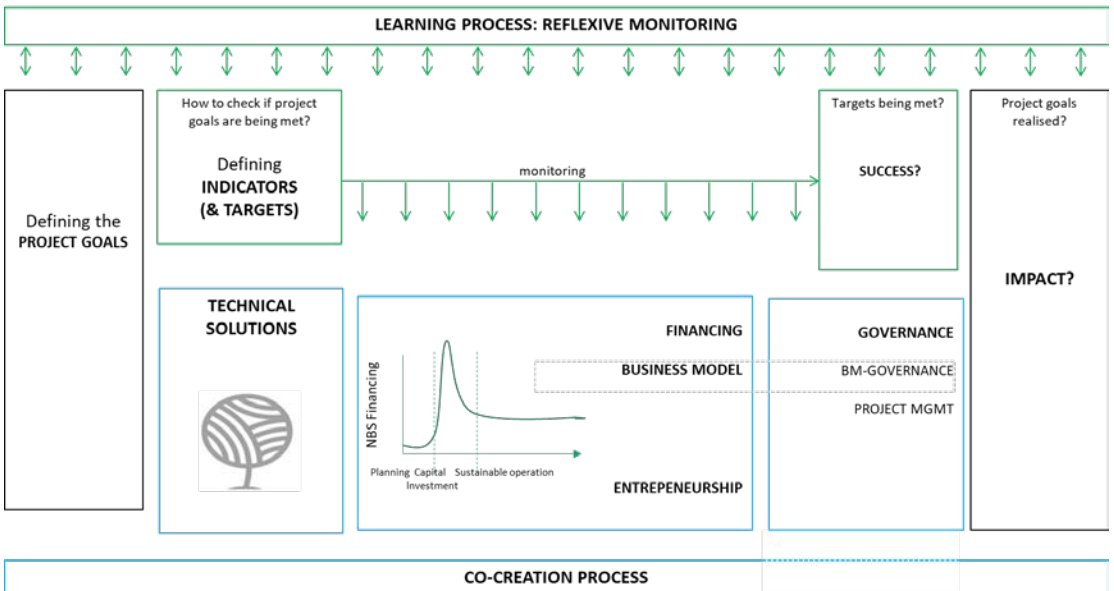 LEARNING PROCESS: REFLEXIVE MONITORING
Defining the
PROJECT GOALS
How to check if project
goals are being met?
Defining
INDICATORS
(& TARGETS)
monitoring
Targets being met?
SUCCESS?
Project goals
realised?
IMPACT?
TECHNICAL
SOLUTIONS
NBS Financing
Planning
Capital
Investment
Sustainable operation
FINANCING
BUSINESS MODEL
ENTREPENEURSHIP
GOVERNANCE
BM-GOVERNANCE
PROJECT MGMT
CO-CREATION PROCESS